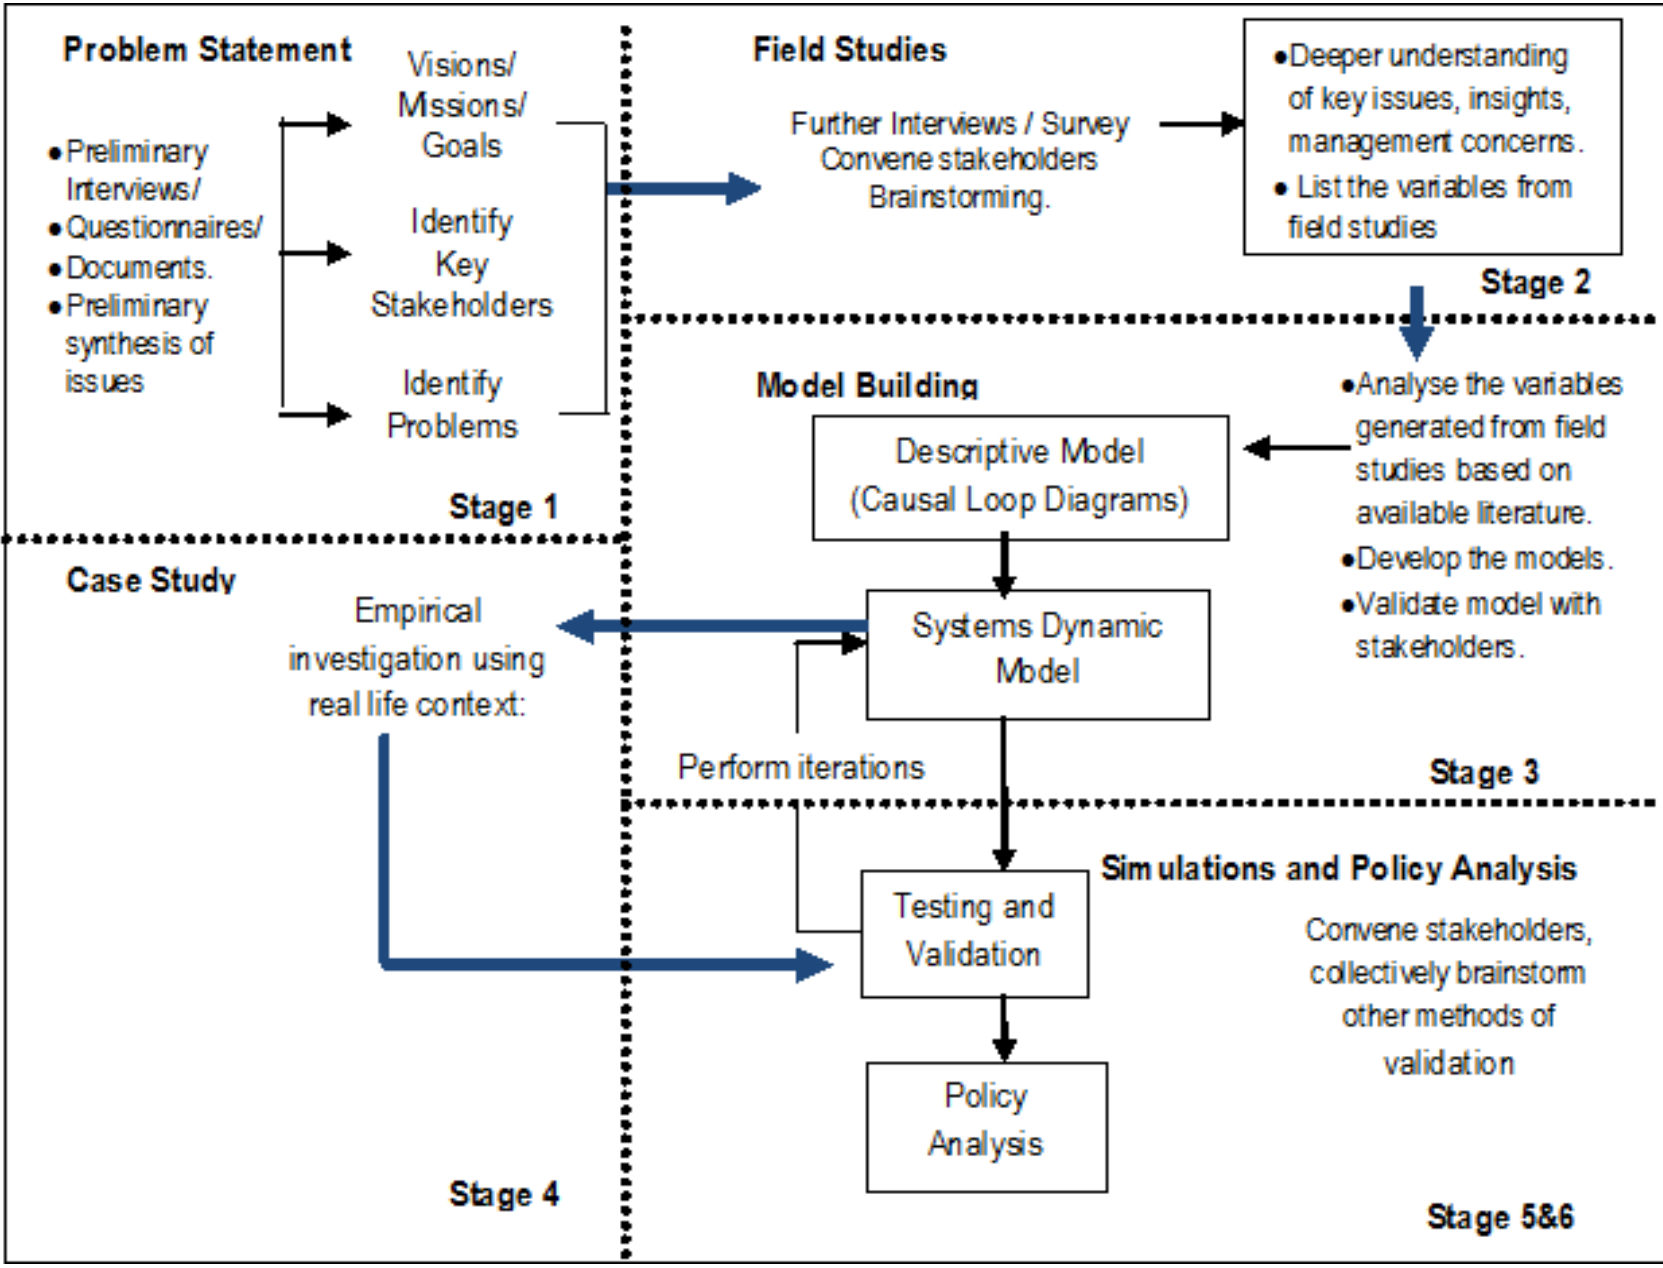 Problem Statement
● Preliminary
Interviews/
● Questionnaires/
● Documents.
● Preliminary
synthesis of
issues
Visions/
Missions/
Goals
Identify
Key
Stakeholders
Identify
Problems
Stage 1
Field Studies
Further Interviews / Survey
Convene stakeholders
Brainstorming.
● Deeper understanding
of key issues, insights,
management concerns.
● List the variables from
field studies
Stage 2
Model Building
● Analyse the variables
generated from field
studies based on
available literature.
● Develop the models.
● Validate model with
stakeholders.
Descriptive Model
(Causal Loop Diagrams)
Systems Dynamic
Model
Perform iterations
Stage 3
Case Study
Empirical
investigation using
real life context:
Stage 4
Simulations and Policy Analysis
Testing and
Validation
Convene stakeholders,
collectively brainstorm
other methods of
validation
Policy
Analysis
Stage 5&6